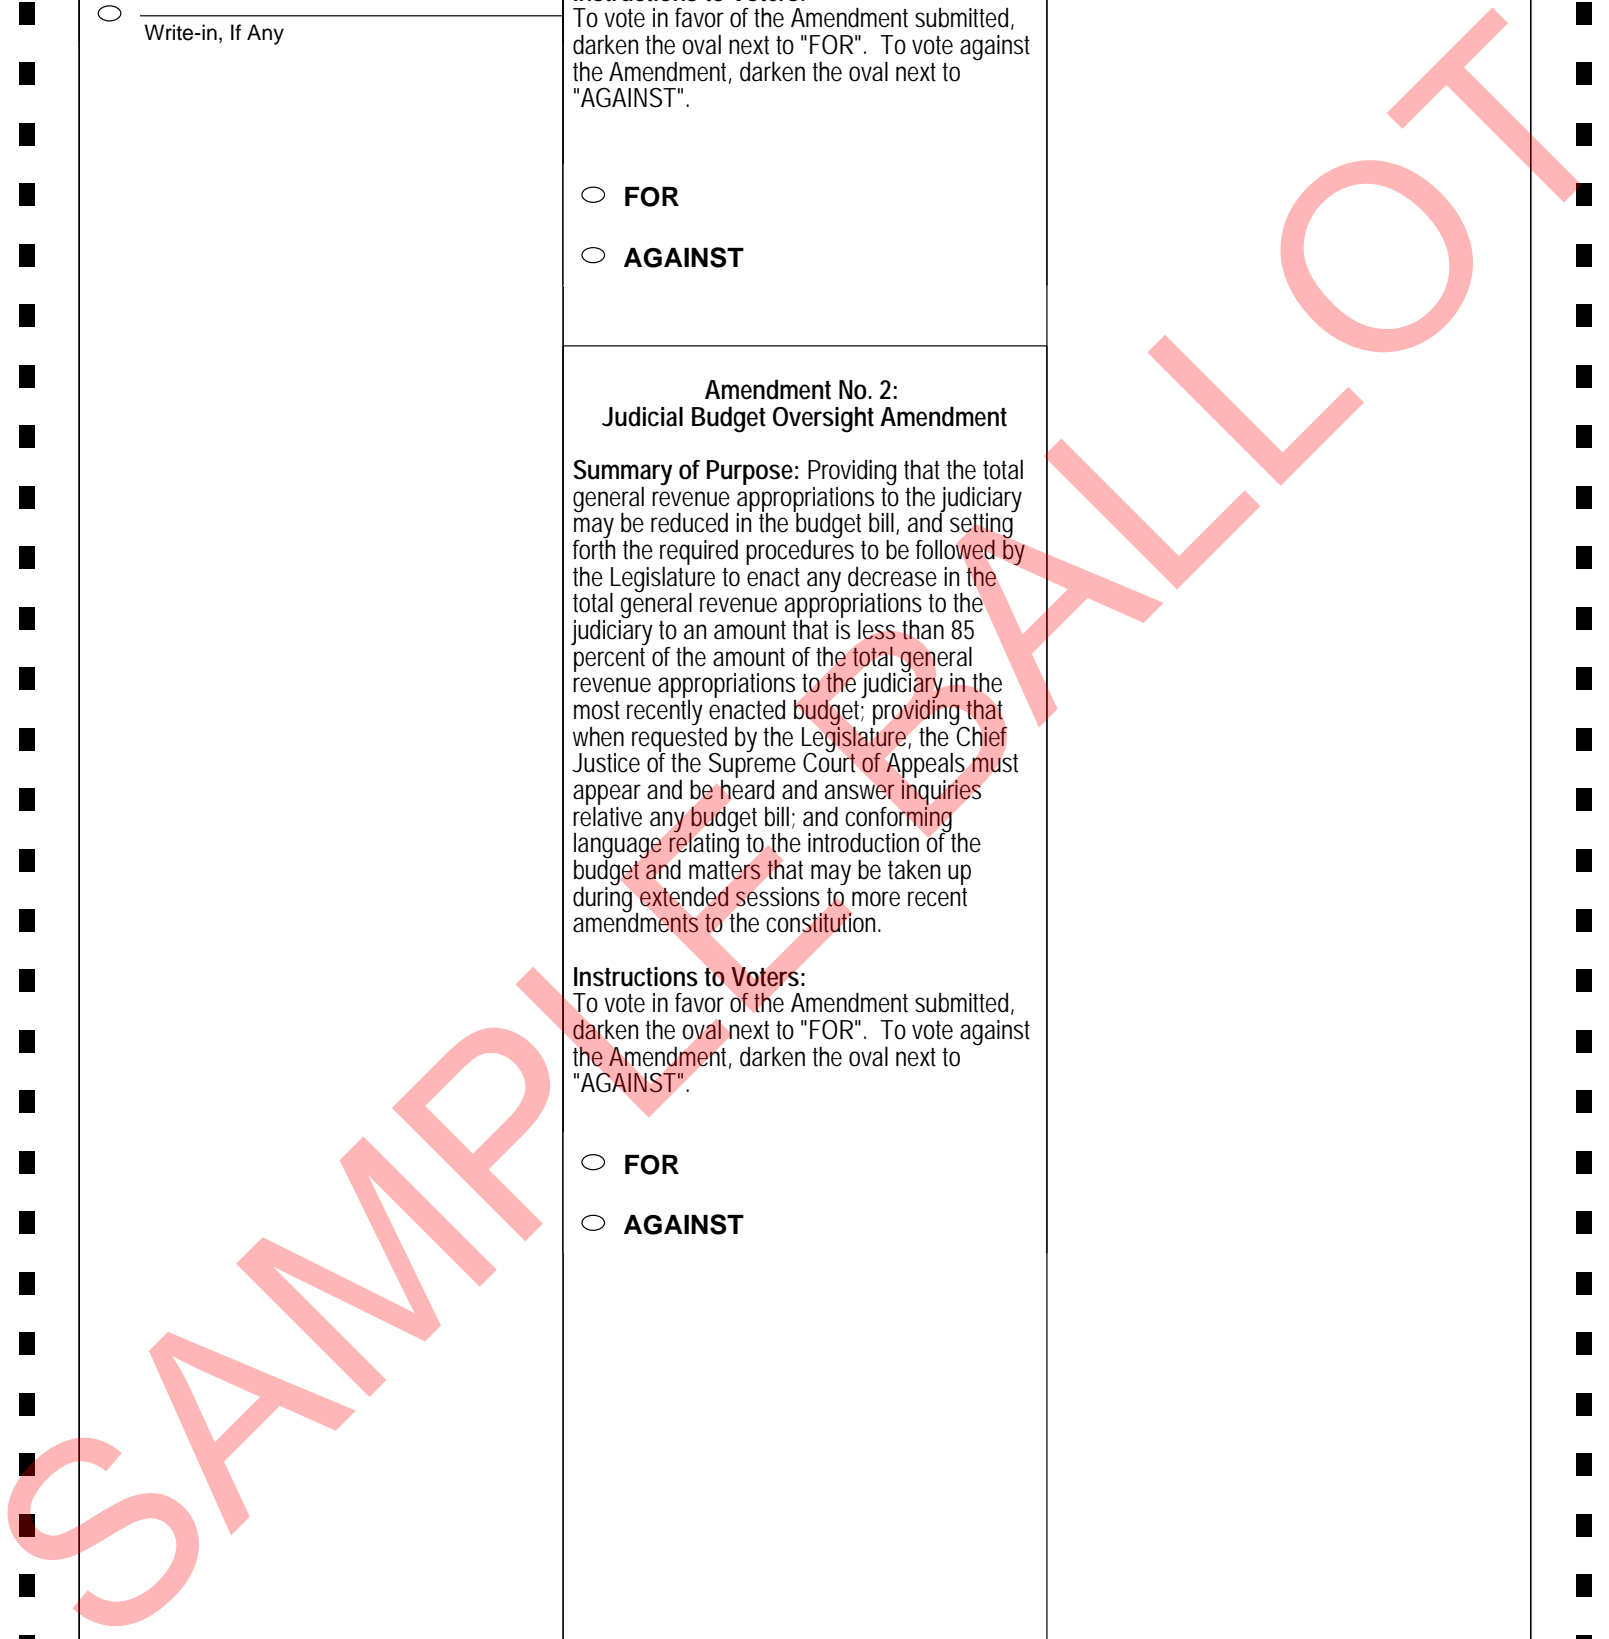 Write-in, If Any
To vote in favor of the Amendment submitted,
darken the oval next to "FOR".  To vote against
the Amendment, darken the oval next to
"AGAINST".
FOR
AGAINST
Amendment No. 2:
Judicial Budget Oversight Amendment
Summary of Purpose: Providing that the total
general revenue appropriations to the judiciary
may be reduced in the budget bill, and setting
forth the required procedures to be followed by
the Legislature to enact any decrease in the
total general revenue appropriations to the
judiciary to an amount that is less than 85
percent of the amount of the total general
revenue appropriations to the judiciary in the
most recently enacted budget; providing that
when requested by the Legislature, the Chief
Justice of the Supreme Court of Appeals must
appear and be heard and answer inquiries
relative any budget bill; and conforming
language relating to the introduction of the
budget and matters that may be taken up
during extended sessions to more recent
amendments to the constitution.
Instructions to Voters:
To vote in favor of the Amendment submitted,
darken the oval next to "FOR".  To vote against
the Amendment, darken the oval next to
"AGAINST".
FOR
AGAINST
SAMPLE BALLOT